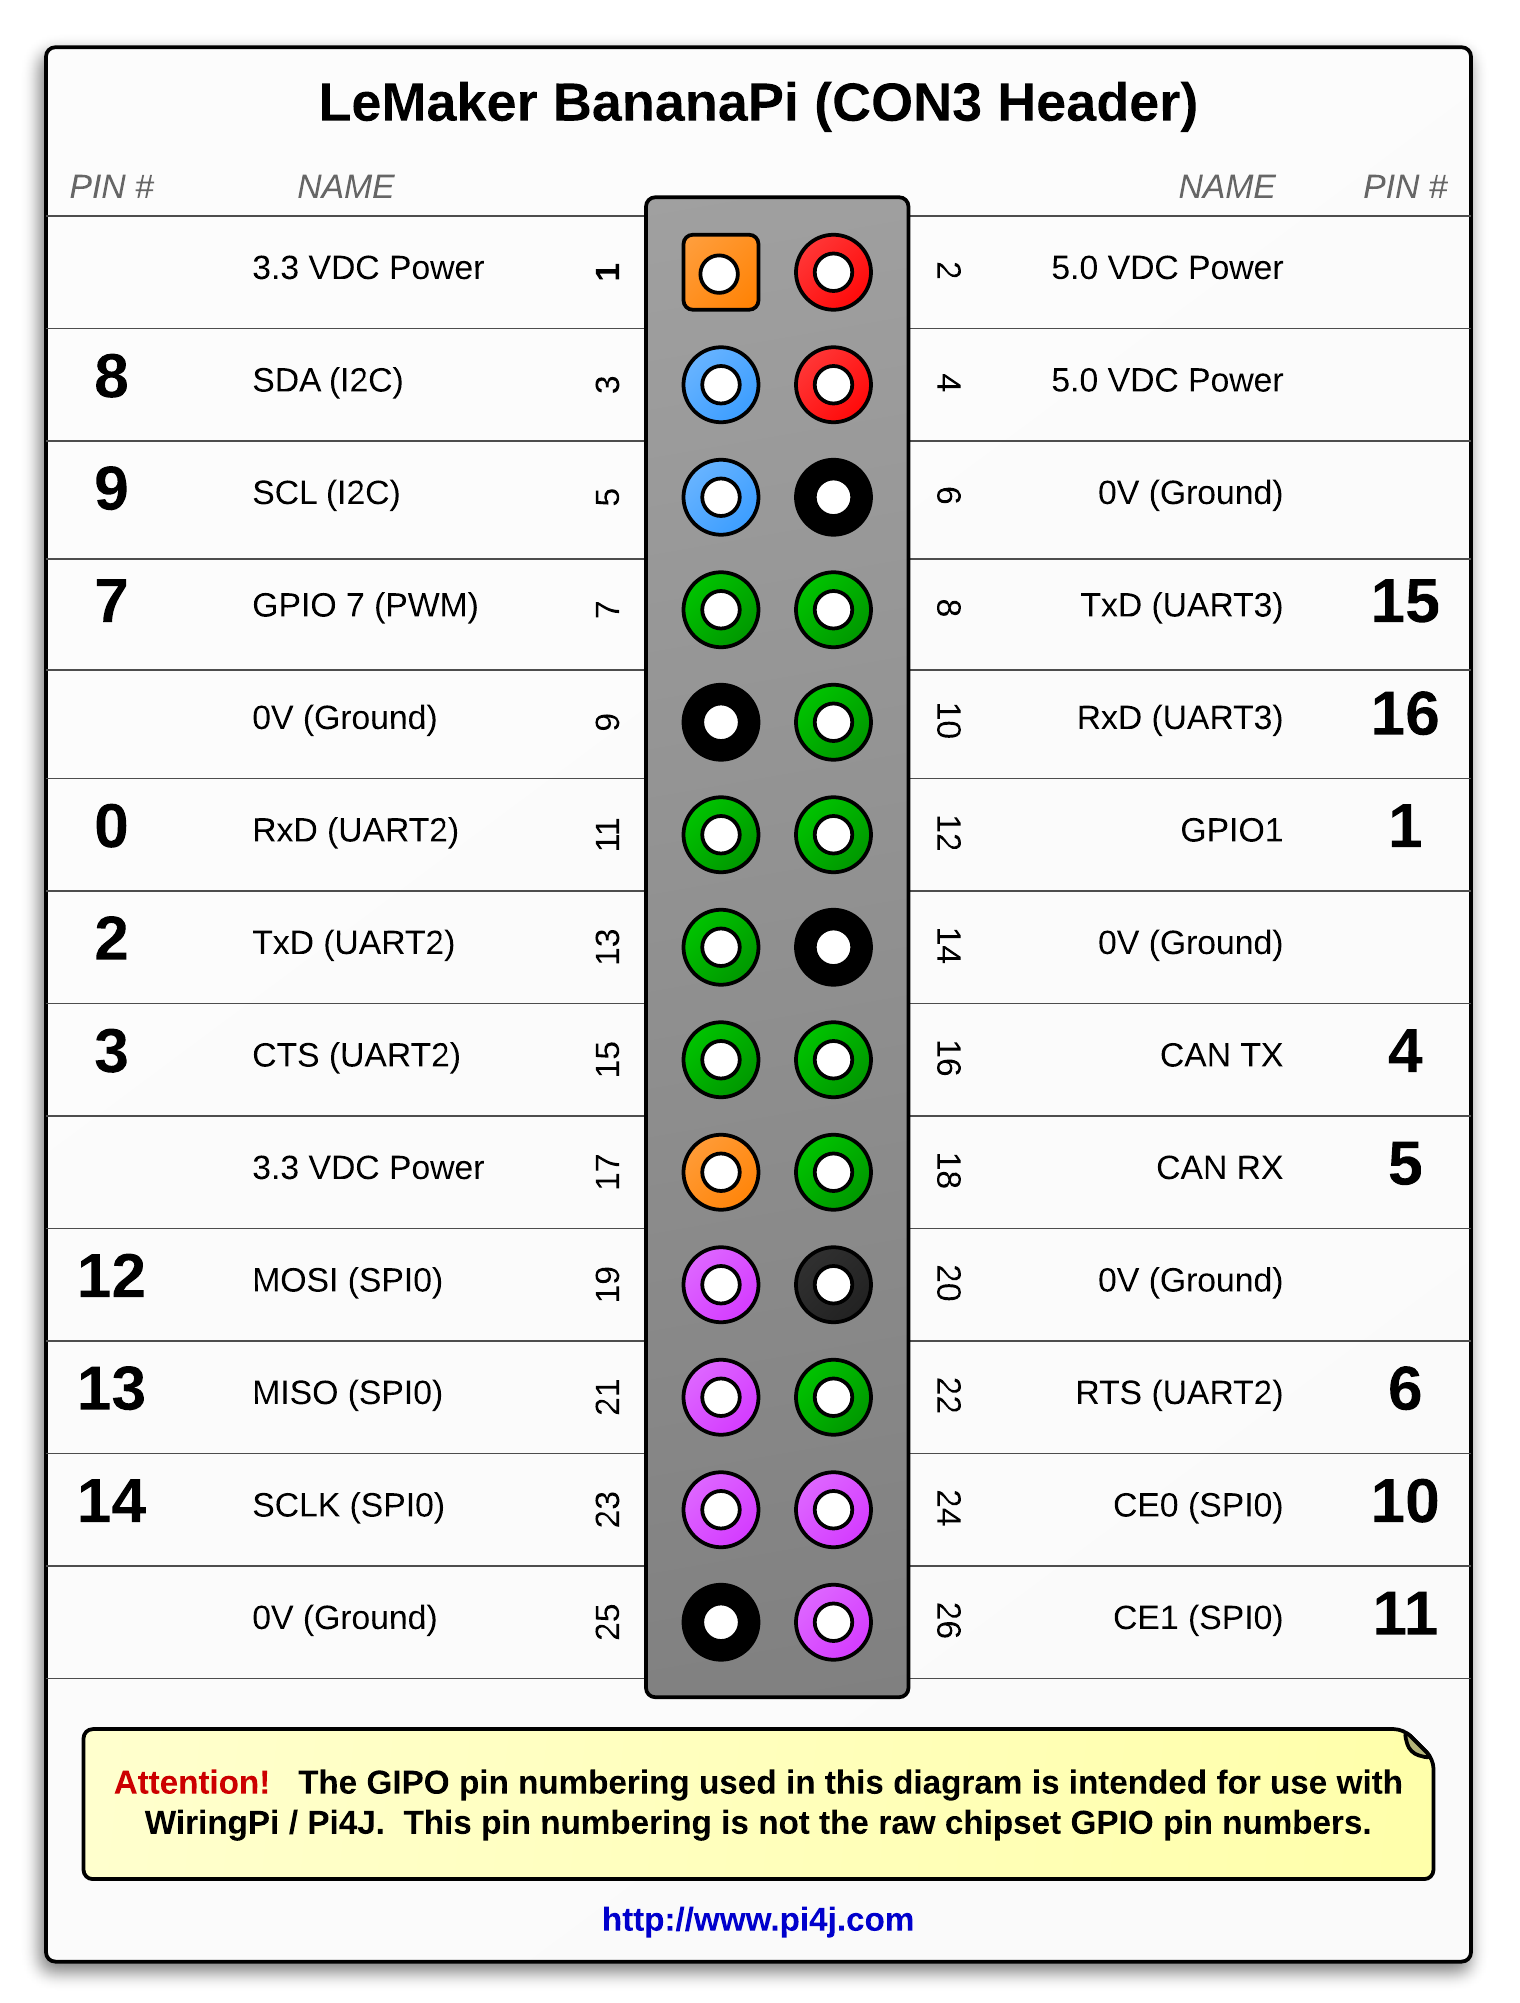 LeMaker BananaPi (CON3 Header)
PIN # NAME NAME PIN #
3.3 VDC Power 1 2 5.0 VDC Power
8 SDA (I2C) 3 4 5.0 VDC Power
9 SCL (I2C) 5 6 0V (Ground)
7 GPIO 7 (PWM) 7 8 TxD (UART3) 15
0V (Ground) 9 10 RxD (UART3) 16
0 RxD (UART2) 11 12 GPIO1 1
2 TxD (UART2) 13 14 0V (Ground)
3 CTS (UART2) 15 16 CAN TX 4
3.3 VDC Power 17 18 CAN RX 5
12 MOSI (SPI0) 19 20 0V (Ground)
13 MISO (SPI0) 21 22 RTS (UART2) 6
14 SCLK (SPI0) 23 24 CE0 (SPI0) 10
0V (Ground) 25 26 CE1 (SPI0) 11
Attention! The GIPO pin numbering used in this diagram is intended for use with
WiringPi / Pi4J. This pin numbering is not the raw chipset GPIO pin numbers.
http://www.pi4j.com